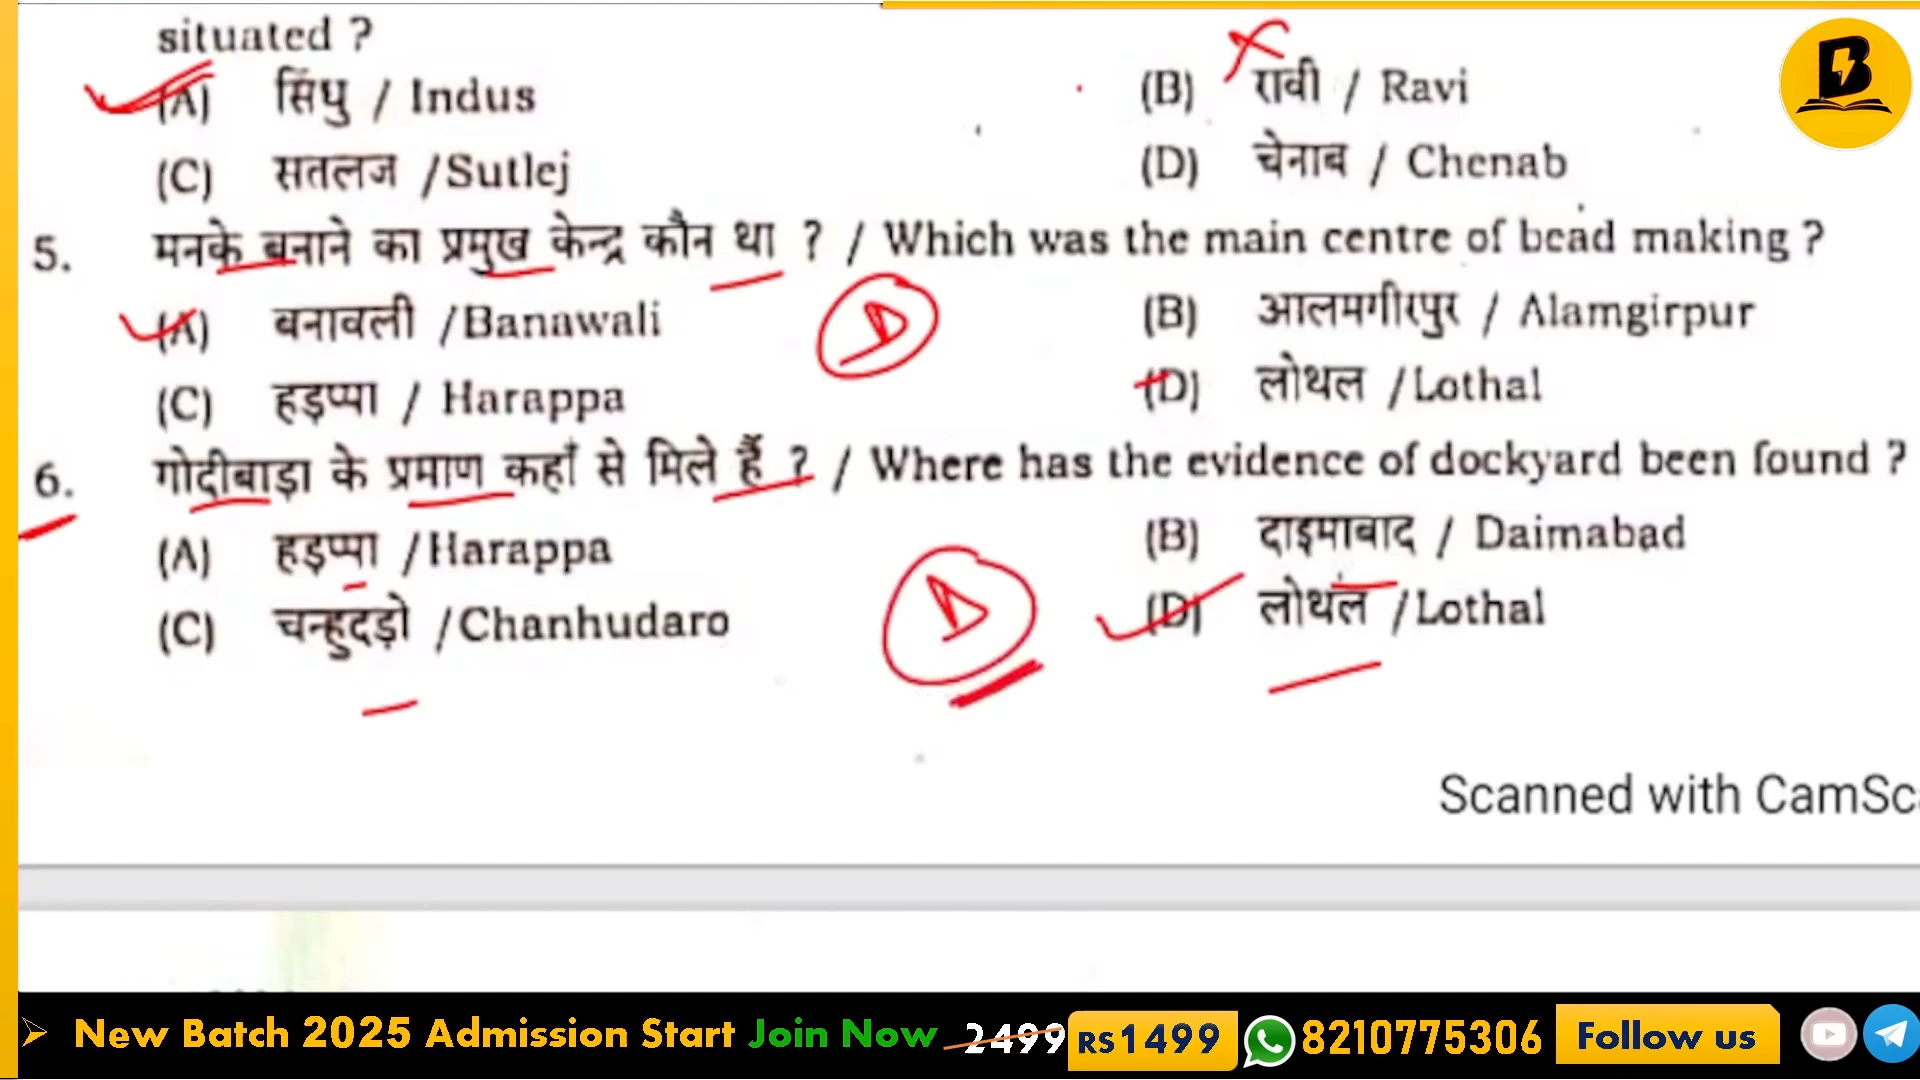 situated ?
(A) सिंधु / Indus (B) रावी / Ravi
(C) सतलज /Sutlej (D) चेनाब / Chenab
5. मनके बनाने का प्रमुख केन्द्र कौन था ? / Which was the main centre of bead making ?
(A) बनावली /Banawali (B) आलमगीरपुर / Alamgirpur
D
(C) हड़प्पा / Harappa (D) लोथल /Lothal
6. गोदीबाड़ा के प्रमाण कहाँ से मिले हैं ? / Where has the evidence of dockyard been found ?
(A) हड़प्पा /Harappa (B) दाइमाबाद / Daimabad
D
(C) चन्हुदड़ो /Chanhudaro (D) लोथल /Lothal
Scanned with CamSc
New Batch 2025 Admission Start Join Now 2499 RS1499 8210775306 Follow us